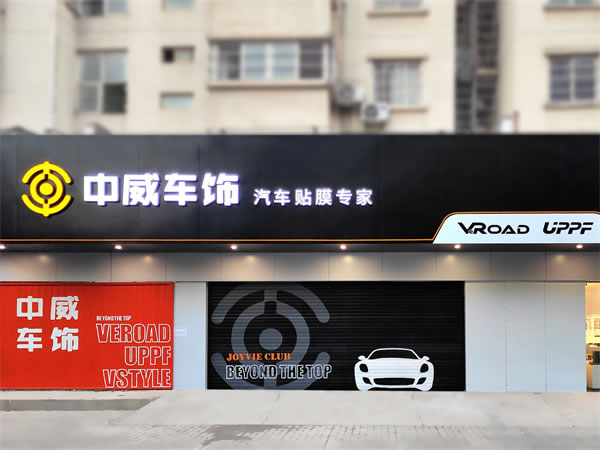 中威车饰 汽车贴膜专家
VROAD UPPF
中威
车饰
BEYOND THE TOP
VEROAD
UPPF
VSTYLE
JOYVIE CLUB
BEYOND THE TOP